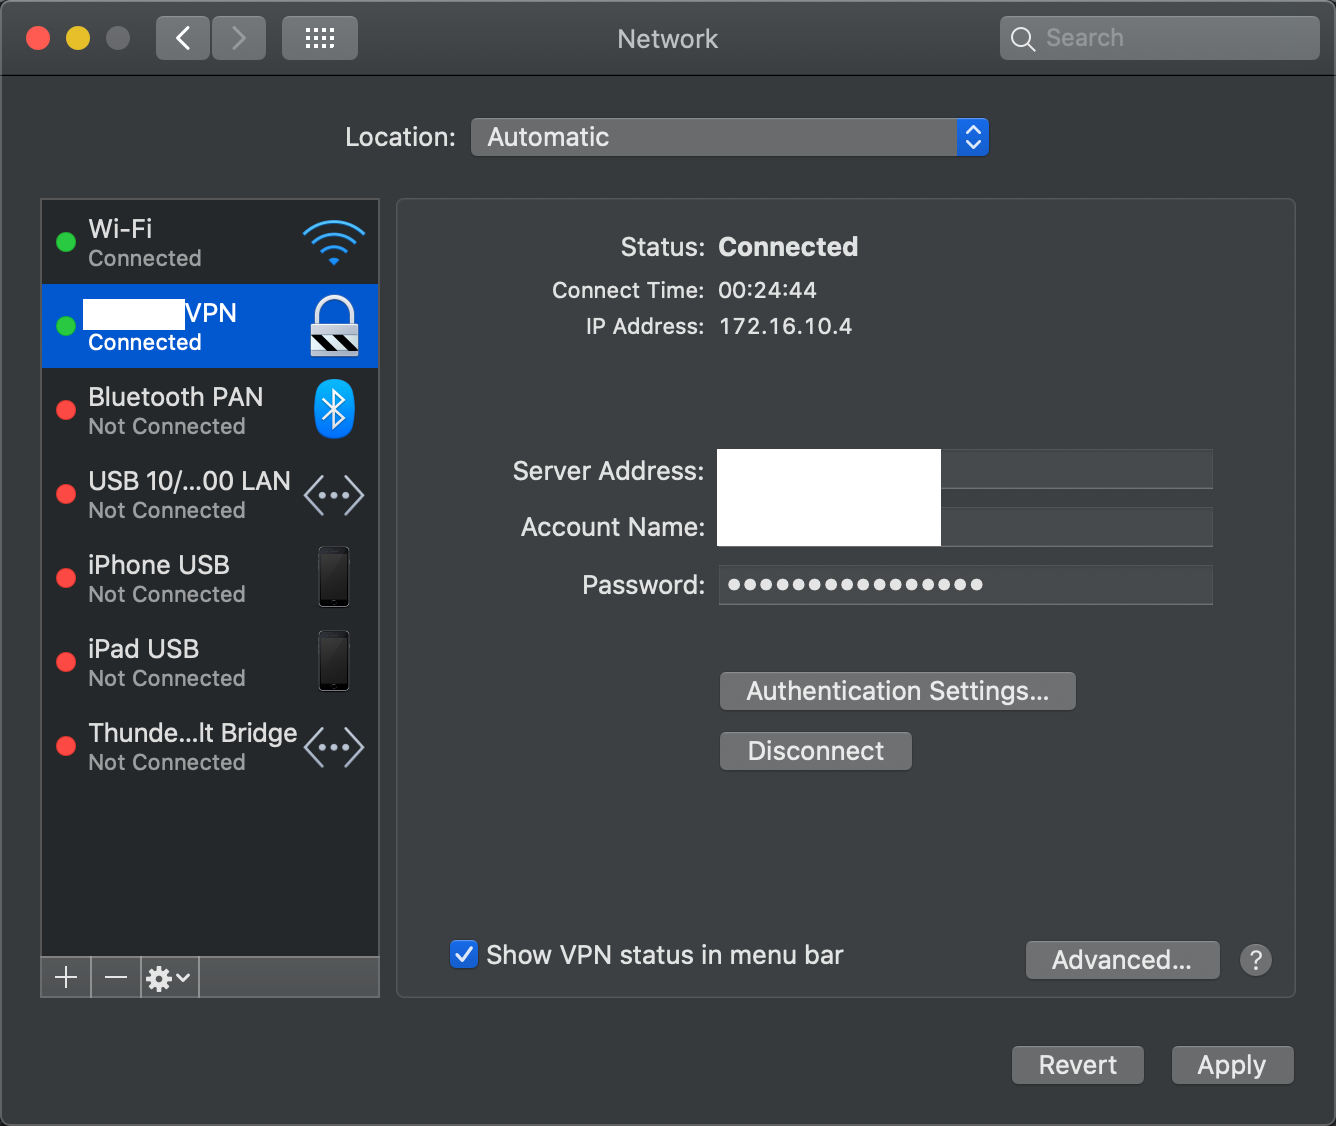 Network
Search
Location: Automatic
Wi-Fi
Connected
VPN
Connected
Bluetooth PAN
Not Connected
USB 10/...00 LAN
Not Connected
iPhone USB
Not Connected
iPad USB
Not Connected
Thunde...lt Bridge
Not Connected
Status: Connected
Connect Time: 00:24:44
IP Address: 172.16.10.4
Server Address:
Account Name:
Password: ••••••••••••••••
Authentication Settings...
Disconnect
Show VPN status in menu bar
Advanced...
?
Revert
Apply